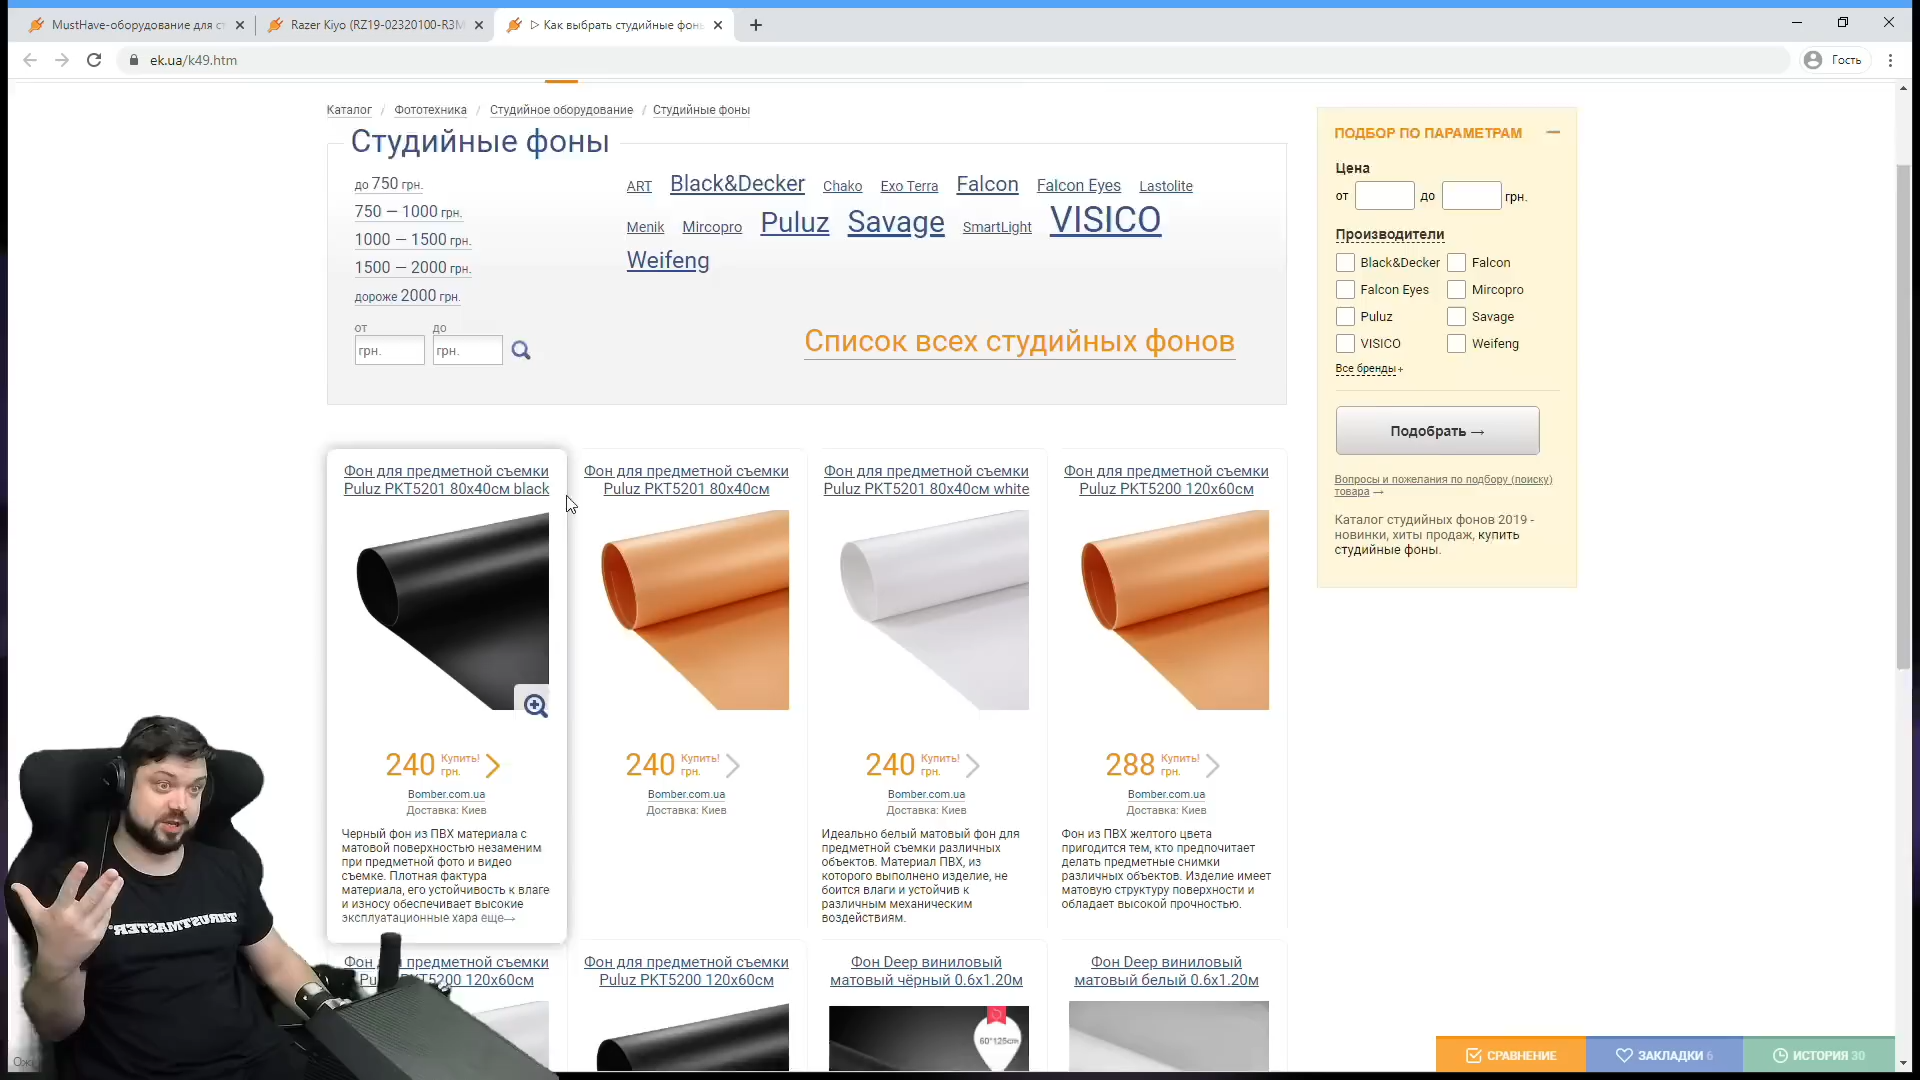 MustHave-оборудование для ст
Razer Kiyo (RZ19-02320100-R3M
▷ Как выбрать студийные фон
ek.ua/k49.htm
Гость
Каталог / Фототехника / Студийное оборудование / Студийные фоны
Студийные фоны
до 750 грн.
750 — 1000 грн.
1000 — 1500 грн.
1500 — 2000 грн.
дороже 2000 грн.
от до
грн. грн.
ART Black&Decker Chako Exo Terra Falcon Falcon Eyes Lastolite
Menik Mircopro Puluz Savage SmartLight VISICO
Weifeng
Список всех студийных фонов
ПОДБОР ПО ПАРАМЕТРАМ
Цена
от до грн.
Производители
Black&Decker Falcon
Falcon Eyes Mircopro
Puluz Savage
VISICO Weifeng
Все бренды+
Подобрать →
Вопросы и пожелания по подбору (поиску)
товара →
Каталог студийных фонов 2019 -
новинки, хиты продаж, купить
студийные фоны.
Фон для предметной съемки
Puluz PKT5201 80x40см black
240 Купить!
грн.
Bomber.com.ua
Доставка: Киев
Черный фон из ПВХ материала с
матовой поверхностью незаменим
при предметной фото и видео
съемке. Плотная фактура
материала, его устойчивость к влаге
и износу обеспечивает высокие
эксплуатационные хара еще→
Фон для предметной съемки
Puluz PKT5201 80x40см
240 Купить!
грн.
Bomber.com.ua
Доставка: Киев
Фон для предметной съемки
Puluz PKT5201 80x40см white
240 Купить!
грн.
Bomber.com.ua
Доставка: Киев
Идеально белый матовый фон для
предметной съемки различных
объектов. Материал ПВХ, из
которого выполнено изделие, не
боится влаги и устойчив к
различным механическим
воздействиям.
Фон для предметной съемки
Puluz PKT5200 120x60см
288 Купить!
грн.
Bomber.com.ua
Доставка: Киев
Фон из ПВХ желтого цвета
пригодится тем, кто предпочитает
делать предметные снимки
различных объектов. Изделие имеет
матовую структуру поверхности и
обладает высокой прочностью.
Фон предметной съемки
PKT5200 120x60см
Фон для предметной съемки
Puluz PKT5200 120x60см
Фон Deep виниловый
матовый чёрный 0.6x1.20м
60*125cm
Фон Deep виниловый
матовый белый 0.6x1.20м
THRUSTMASTER®
СРАВНЕНИЕ
ЗАКЛАДКИ 6
ИСТОРИЯ 30